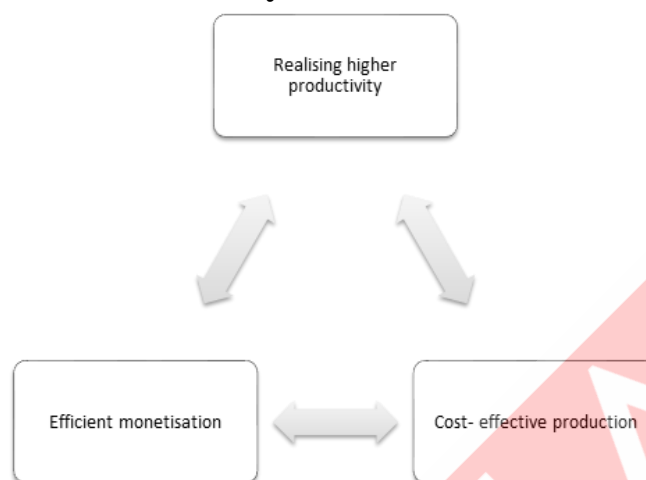 Realising higher
productivity
Efficient monetisation
Cost- effective production